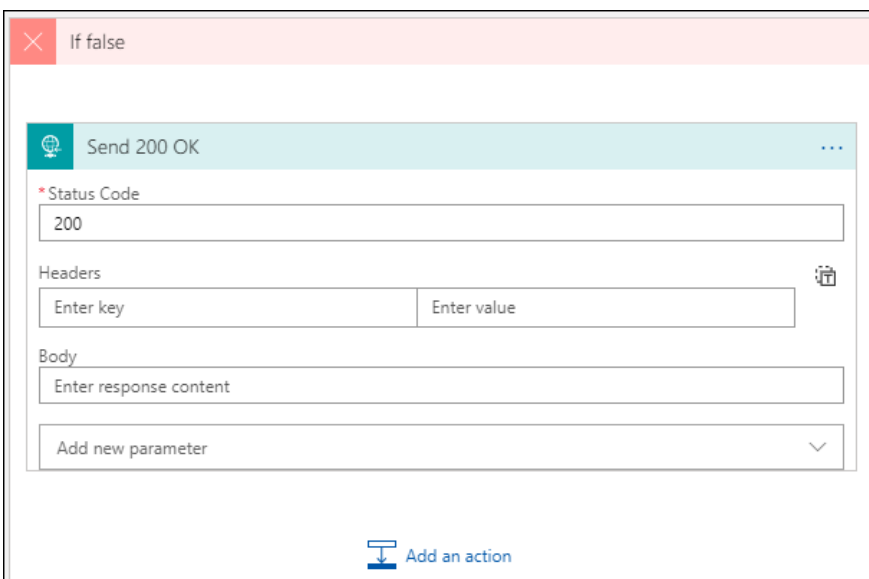 If false
Send 200 OK
...
* Status Code
200
Headers
Enter key Enter value
Body
Enter response content
Add new parameter
Add an action